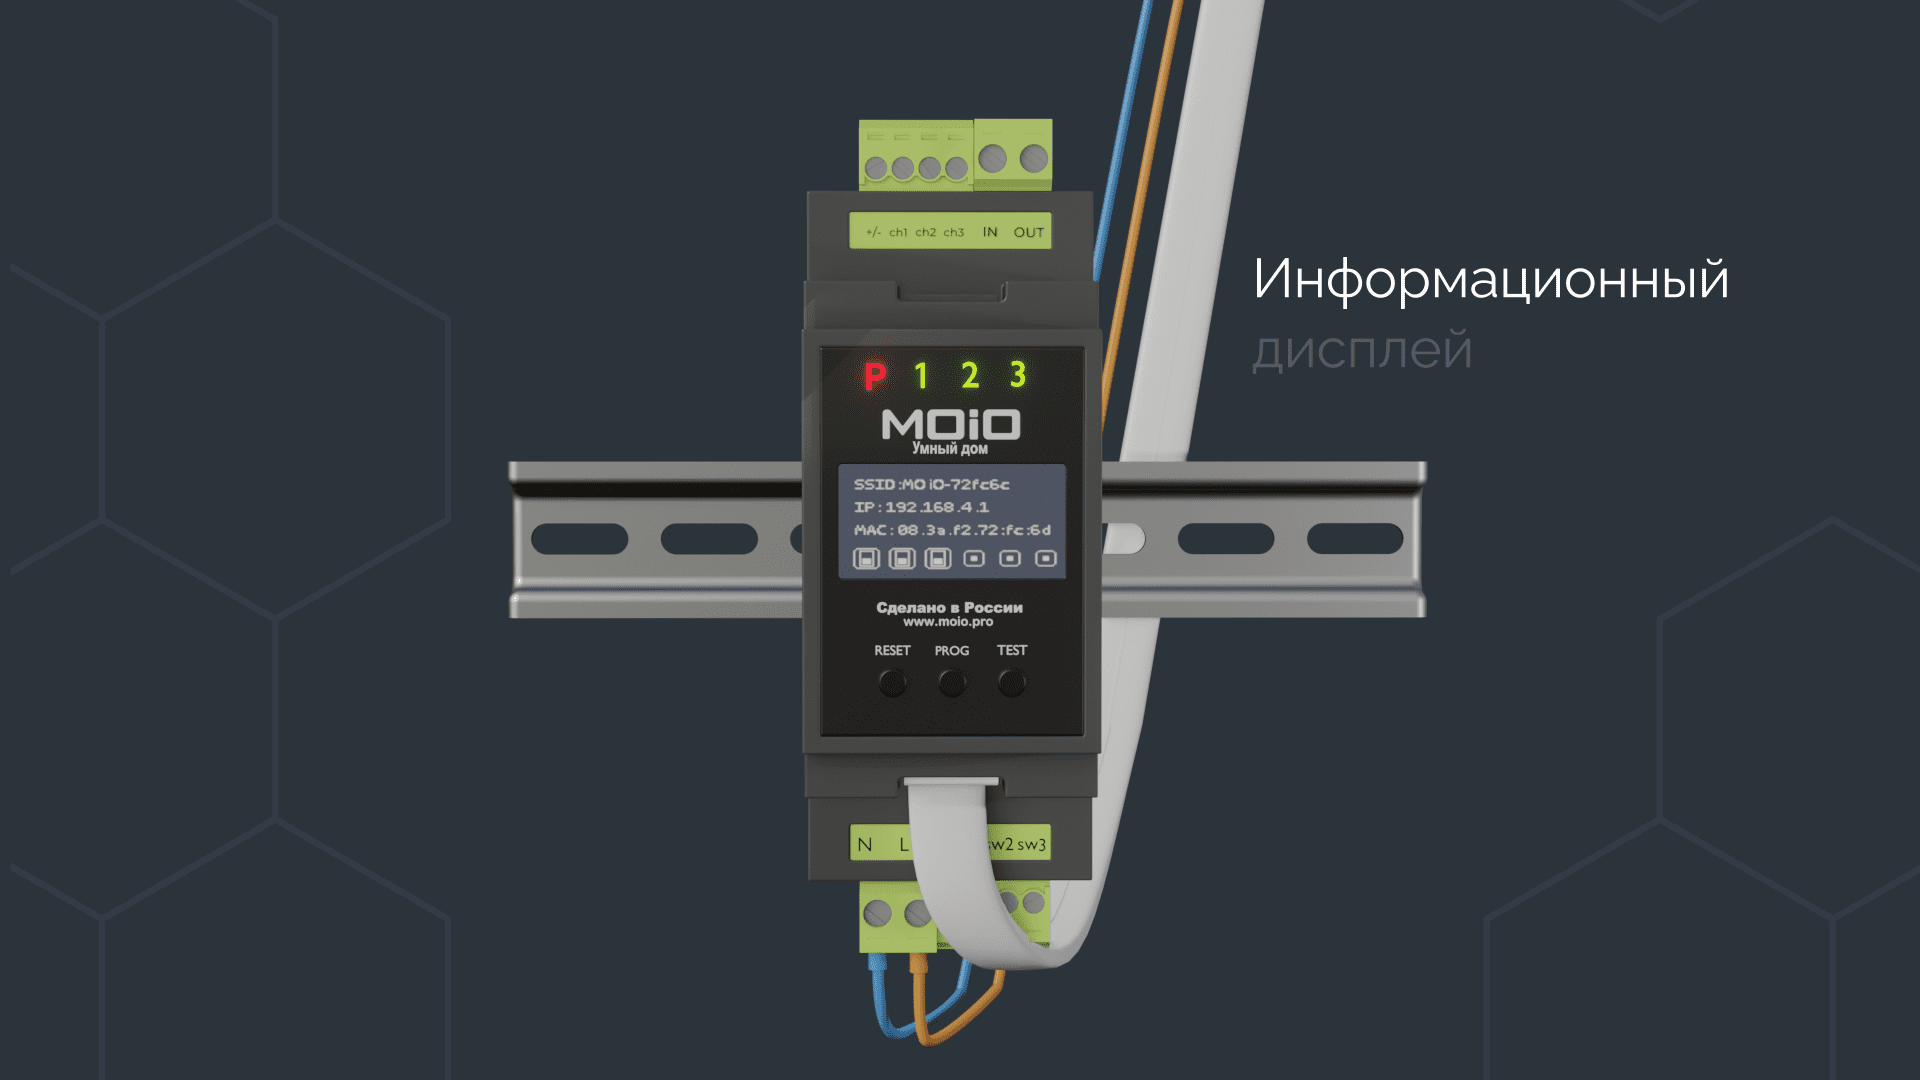 +/- ch1 ch2 ch3 IN OUT
Информационный
дисплей
P 1 2 3
MOiO
Умный дом
SSID:MOiO-72fc6c
IP:192.168.4.1
MAC:08.3a.f2.72:fc:6d
Сделано в России
www.moio.pro
RESET PROG TEST
N L sw2 sw3